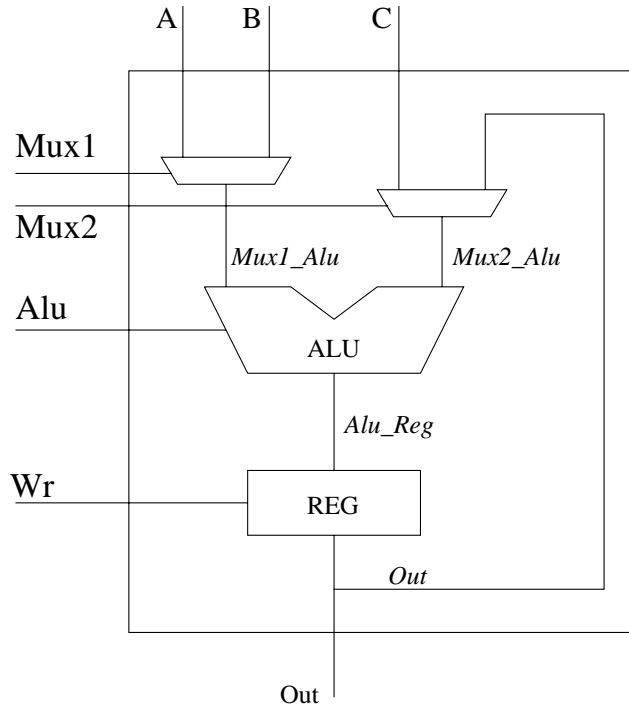 A B C
Mux1
Mux2
Mux1_Alu Mux2_Alu
Alu
ALU
Alu_Reg
Wr
REG
Out
Out